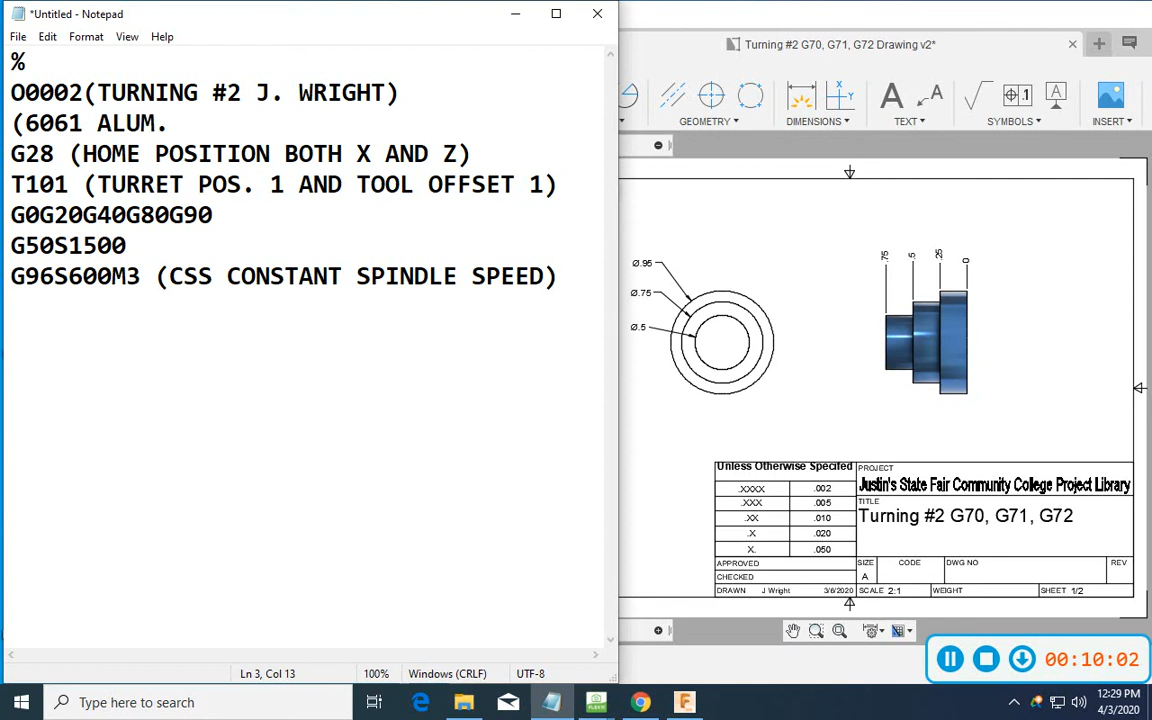 *Untitled - Notepad
File Edit Format View Help
%
O0002(TURNING #2 J. WRIGHT)
(6061 ALUM.
G28 (HOME POSITION BOTH X AND Z)
T101 (TURRET POS. 1 AND TOOL OFFSET 1)
G0G20G40G80G90
G50S1500
G96S600M3 (CSS CONSTANT SPINDLE SPEED)
Ln 3, Col 13 100% Windows (CRLF) UTF-8
Turning #2 G70, G71, G72 Drawing v2*
GEOMETRY DIMENSIONS TEXT SYMBOLS INSERT
Ø.95
Ø.75
Ø.5
.75 .5 .25 0
Unless Otherwise Specifed
.XXXX .002
.XXX .005
.XX .010
.X .020
X. .050
APPROVED
CHECKED
DRAWN J Wright 3/6/2020
PROJECT
Justin's State Fair Community College Project Library
TITLE
Turning #2 G70, G71, G72
SIZE CODE DWG NO REV
A
SCALE 2:1 WEIGHT SHEET 1/2
00:10:02
Type here to search
12:29 PM
4/3/2020